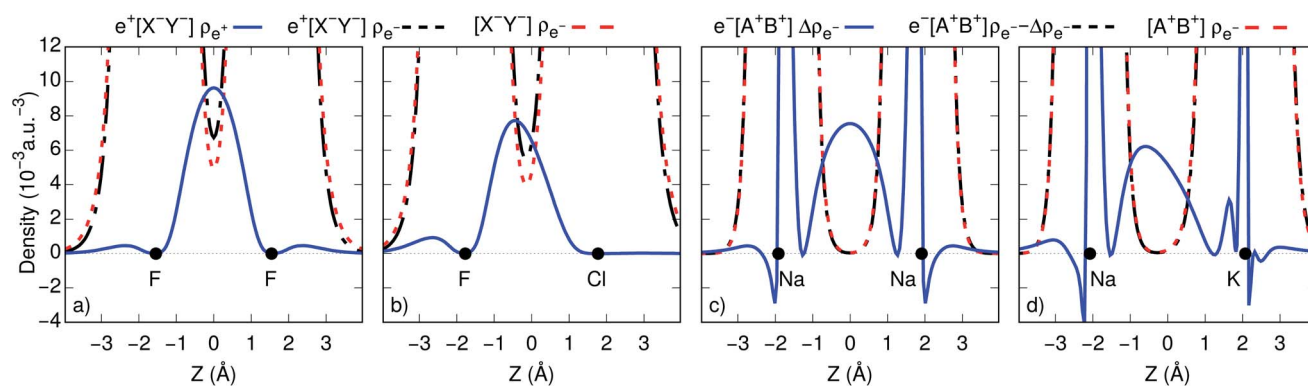 e⁺[X⁻Y⁻] ρₑ⁺ e⁺[X⁻Y⁻] ρₑ⁻ [X⁻Y⁻] ρₑ⁻ e⁻[A⁺B⁺] Δρₑ⁻ e⁻[A⁺B⁺]ρₑ⁻−Δρₑ⁻ [A⁺B⁺] ρₑ⁻
Density (10⁻³a.u.⁻³)
12
10
8
6
4
2
0
−2
−4
a) F F
b) F Cl
c) Na Na
d) Na K
−3 −2 −1 0 1 2 3 −3 −2 −1 0 1 2 3 −3 −2 −1 0 1 2 3 −3 −2 −1 0 1 2 3
Z (Å) Z (Å) Z (Å) Z (Å)